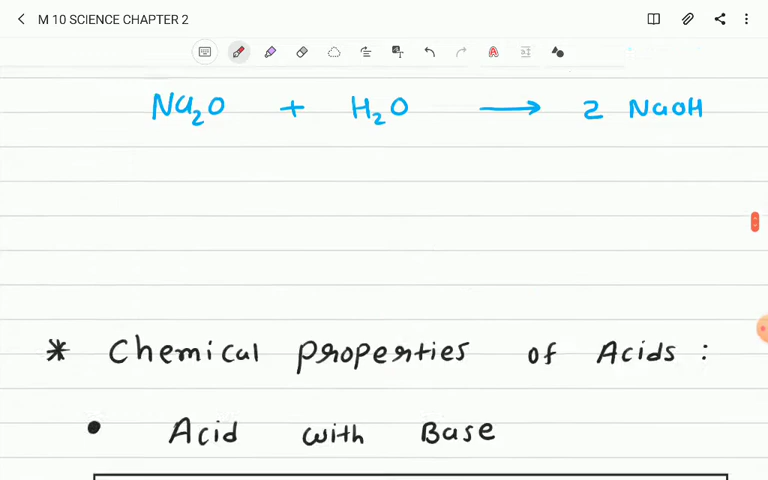 M 10 SCIENCE CHAPTER 2
Na₂O + H₂O → 2 NaOH
* Chemical Properties of Acids :
• Acid with Base